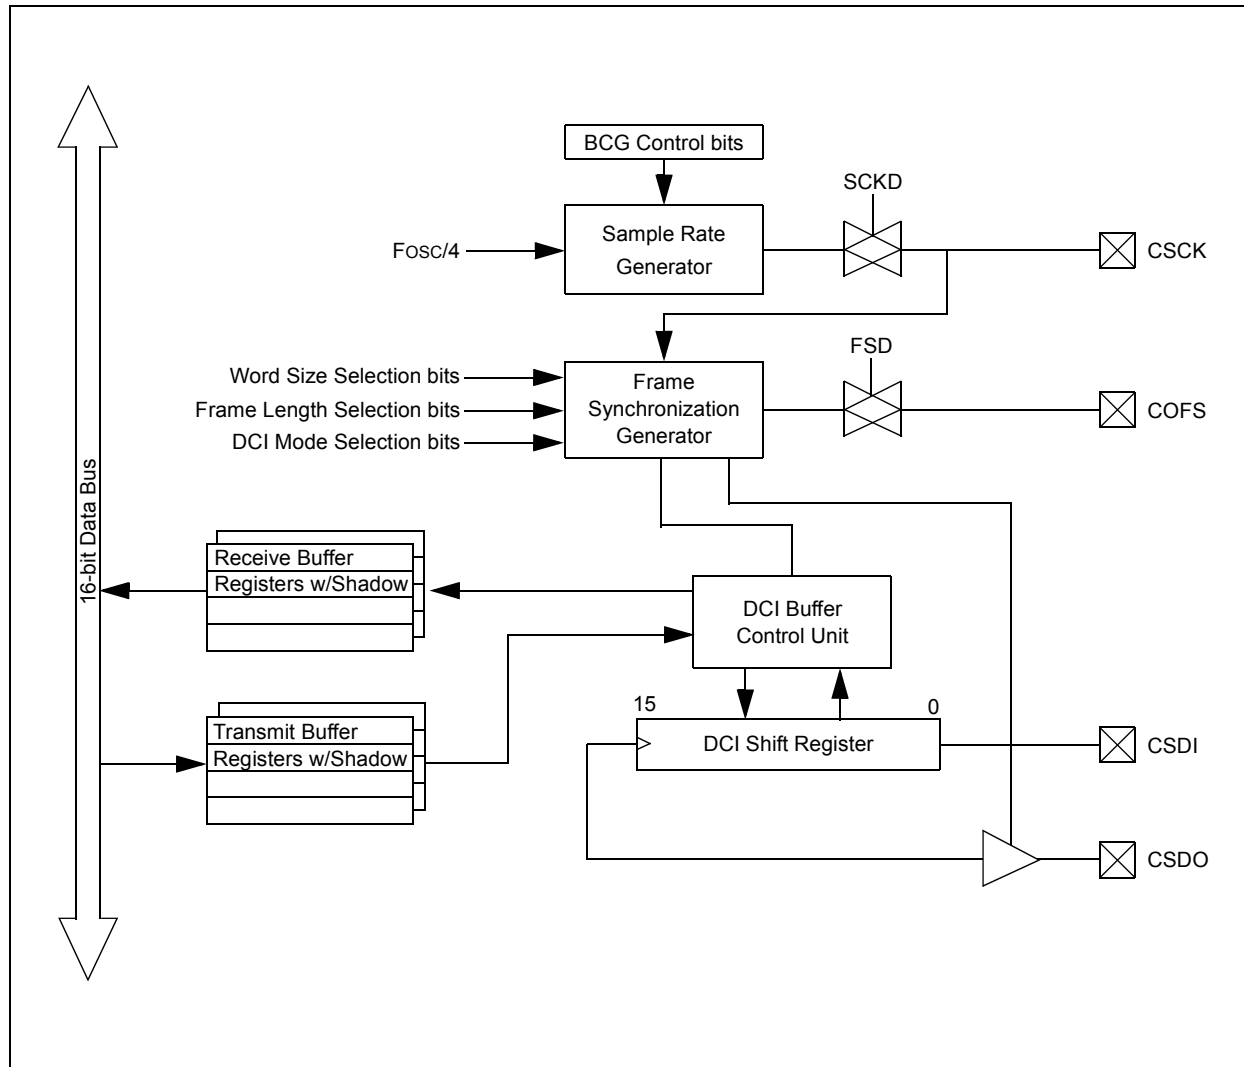 BCG Control bits
SCKD
Sample Rate
Generator
FOSC/4
CSCK
FSD
Word Size Selection bits
Frame Length Selection bits
DCI Mode Selection bits
Frame
Synchronization
Generator
COFS
16-bit Data Bus
Receive Buffer
Registers w/Shadow
DCI Buffer
Control Unit
15
0
Transmit Buffer
Registers w/Shadow
DCI Shift Register
CSDI
CSDO